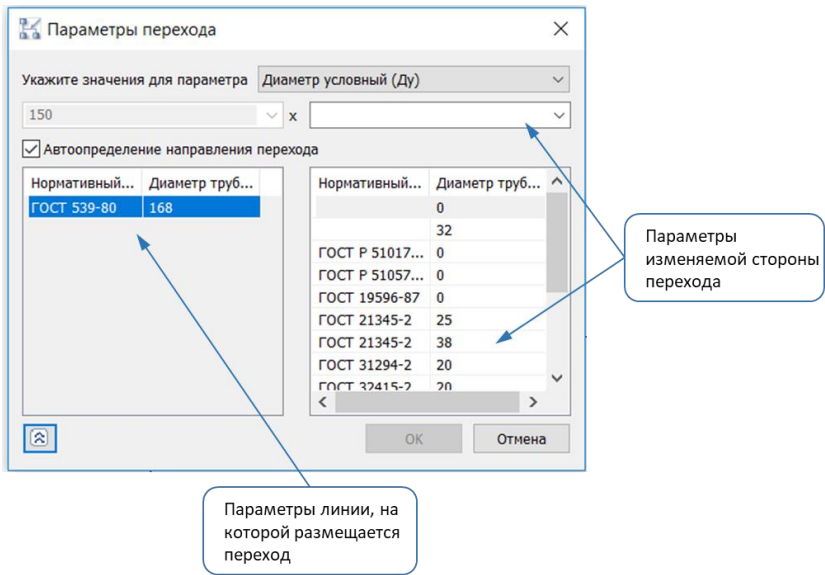 Параметры перехода
Укажите значения для параметра Диаметр условный (Ду)
150 x
Автоопределение направления перехода
Нормативный... Диаметр труб... Нормативный... Диаметр труб...
ГОСТ 539-80 168 0
32
ГОСТ Р 51017... 0
ГОСТ Р 51057... 0
ГОСТ 19596-87 0
ГОСТ 21345-2 25
ГОСТ 21345-2 38
ГОСТ 31294-2 20
ГОСТ 32415-2 20
OK Отмена
Параметры
изменяемой стороны
перехода
Параметры линии, на
которой размещается
переход